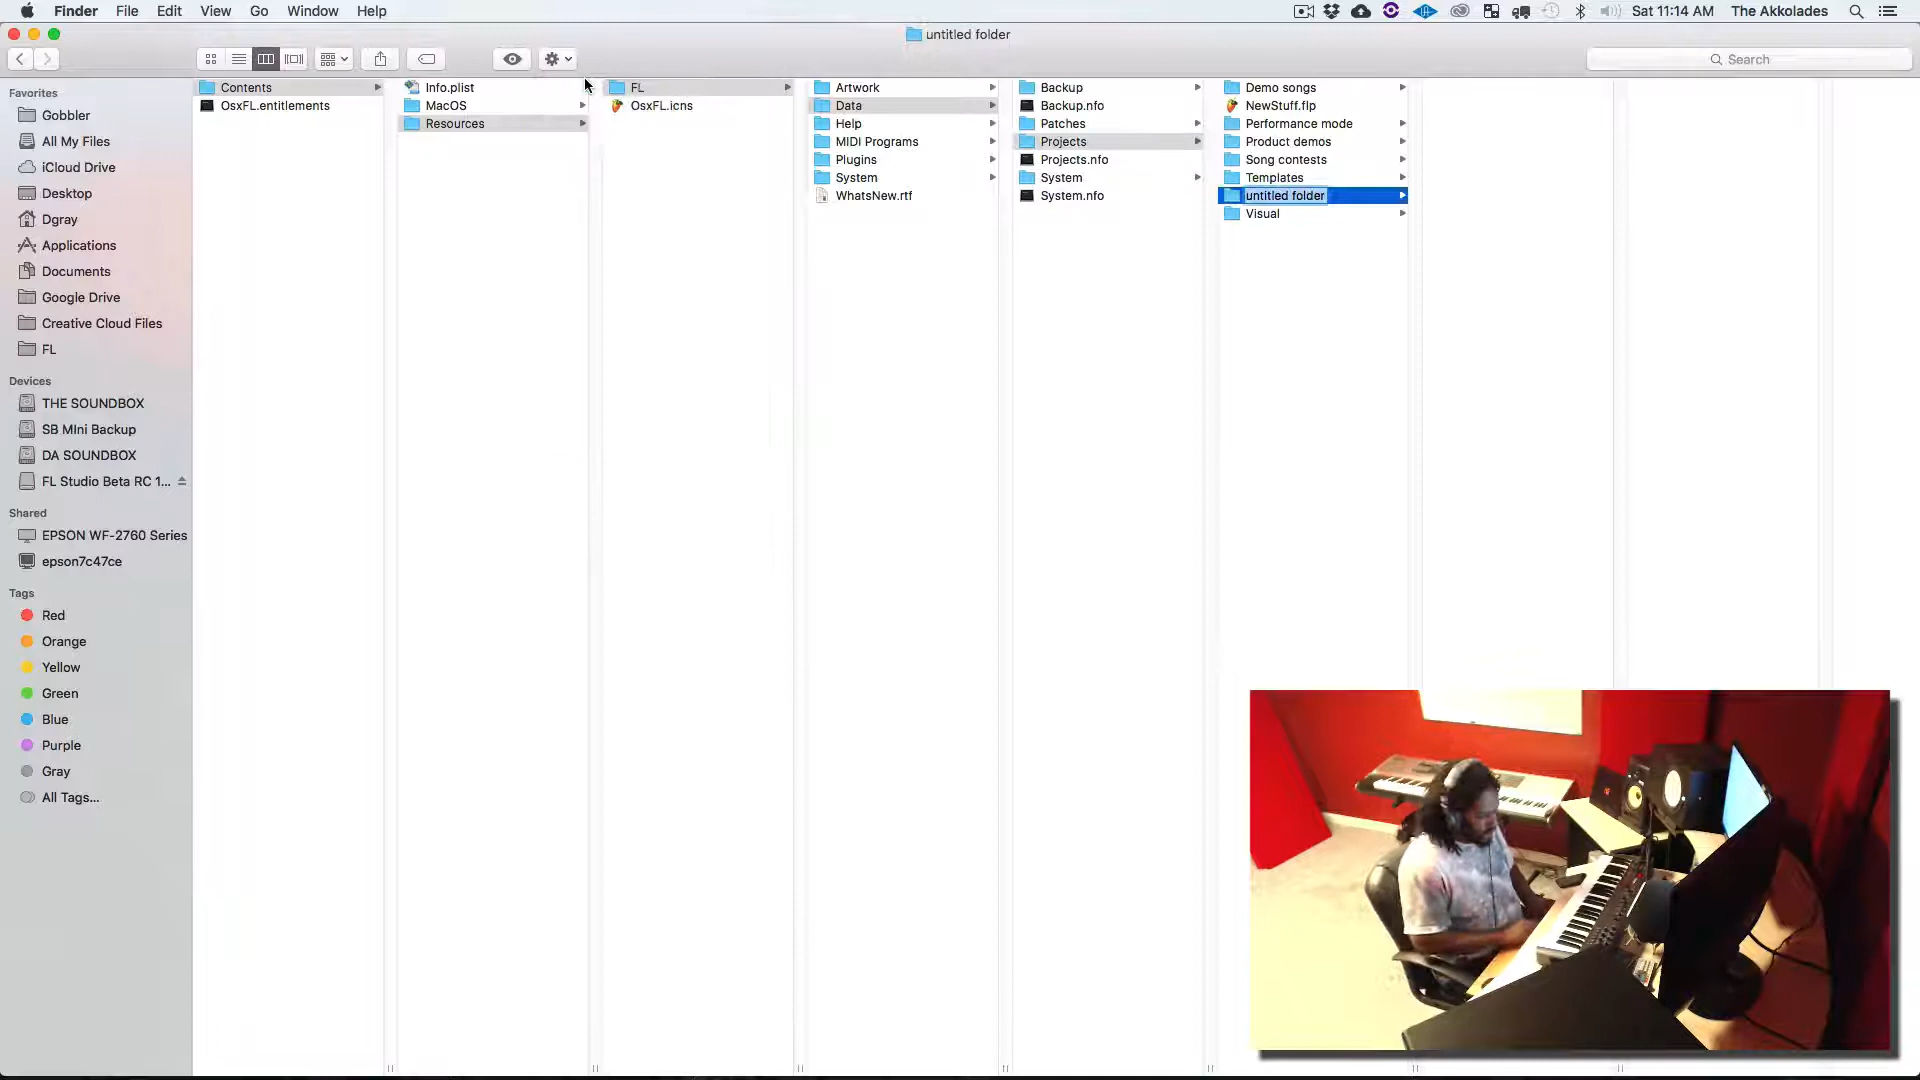 Finder File Edit View Go Window Help Sat 11:14 AM The Akkolades
untitled folder
Search
Favorites
Gobbler
All My Files
iCloud Drive
Desktop
Dgray
Applications
Documents
Google Drive
Creative Cloud Files
FL
Devices
THE SOUNDBOX
SB MIni Backup
DA SOUNDBOX
FL Studio Beta RC 1...
Shared
EPSON WF-2760 Series
epson7c47ce
Tags
Red
Orange
Yellow
Green
Blue
Purple
Gray
All Tags...
Contents
OsxFL.entitlements
Info.plist
MacOS
Resources
FL
OsxFL.icns
Artwork
Data
Help
MIDI Programs
Plugins
System
WhatsNew.rtf
Backup
Backup.nfo
Patches
Projects
Projects.nfo
System
System.nfo
Demo songs
NewStuff.flp
Performance mode
Product demos
Song contests
Templates
untitled folder
Visual